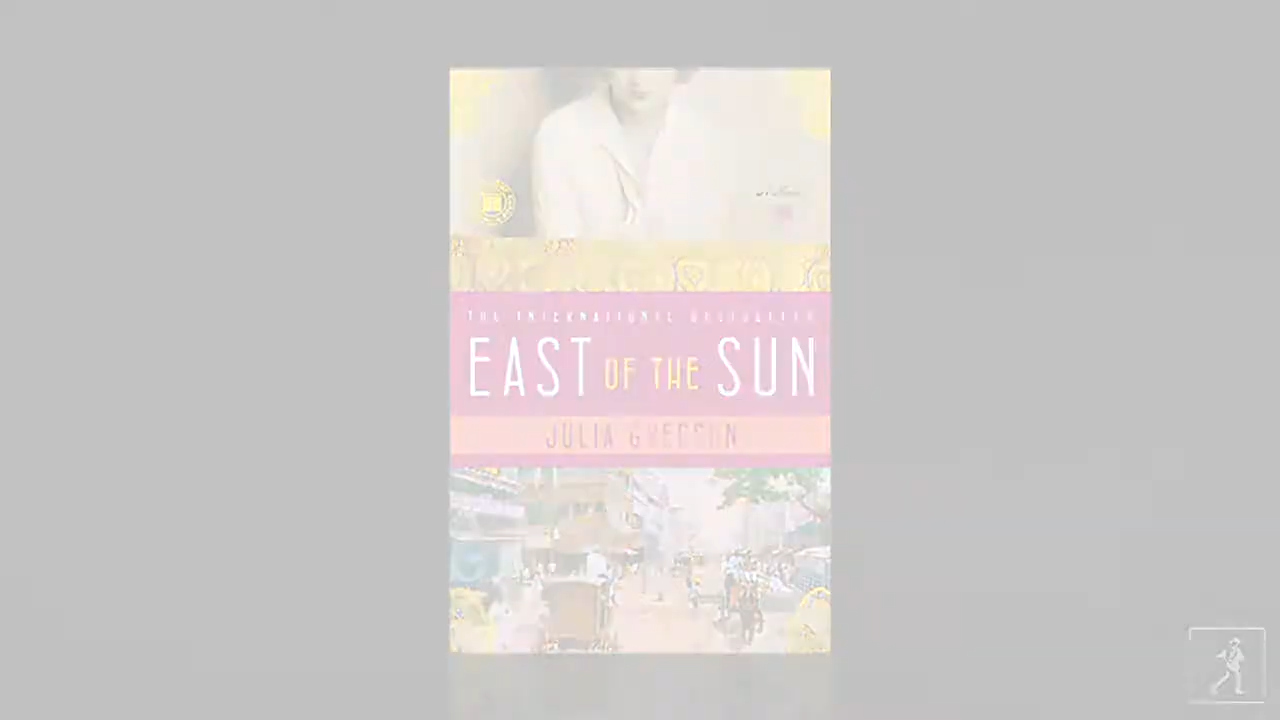 THE INTERNATIONAL BESTSELLER
EAST OF THE SUN
JULIA GREGSON